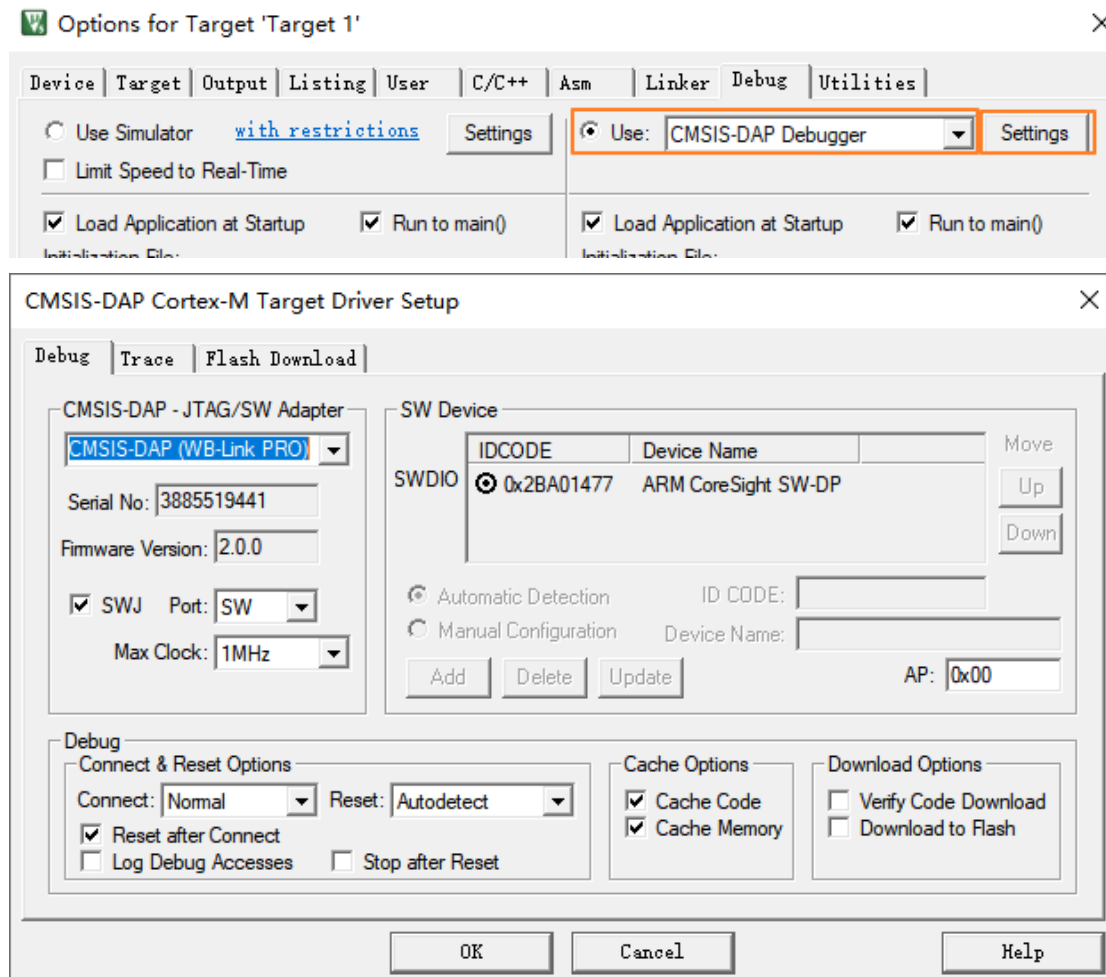 Options for Target 'Target 1'
Device Target Output Listing User C/C++ Asm Linker Debug Utilities
Use Simulator with restrictions Settings Use: CMSIS-DAP Debugger Settings
Limit Speed to Real-Time
Load Application at Startup Run to main() Load Application at Startup Run to main()
Initialization File: Initialization File:
CMSIS-DAP Cortex-M Target Driver Setup
Debug Trace Flash Download
CMSIS-DAP - JTAG/SW Adapter
CMSIS-DAP (WB-Link PRO)
Serial No: 3885519441
Firmware Version: 2.0.0
SWJ Port: SW
Max Clock: 1MHz
SW Device
IDCODE Device Name
SWDIO 0x2BA01477 ARM CoreSight SW-DP
Move
Up
Down
Automatic Detection ID CODE:
Manual Configuration Device Name:
Add Delete Update AP: 0x00
Debug
Connect & Reset Options
Connect: Normal Reset: Autodetect
Reset after Connect
Log Debug Accesses Stop after Reset
Cache Options
Cache Code
Cache Memory
Download Options
Verify Code Download
Download to Flash
OK Cancel Help